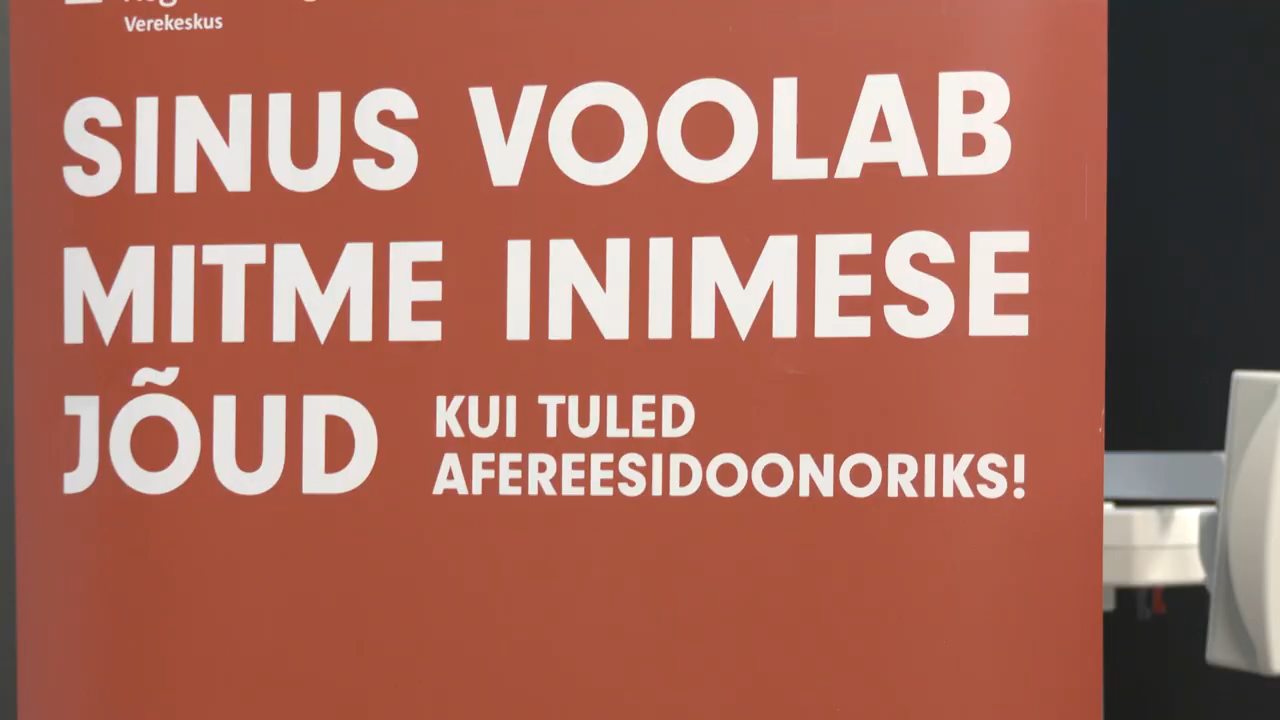 Verekeskus
SINUS VOOLAB
MITME INIMESE
JÕUD
KUI TULED
AFEREESIDOONORIKS!